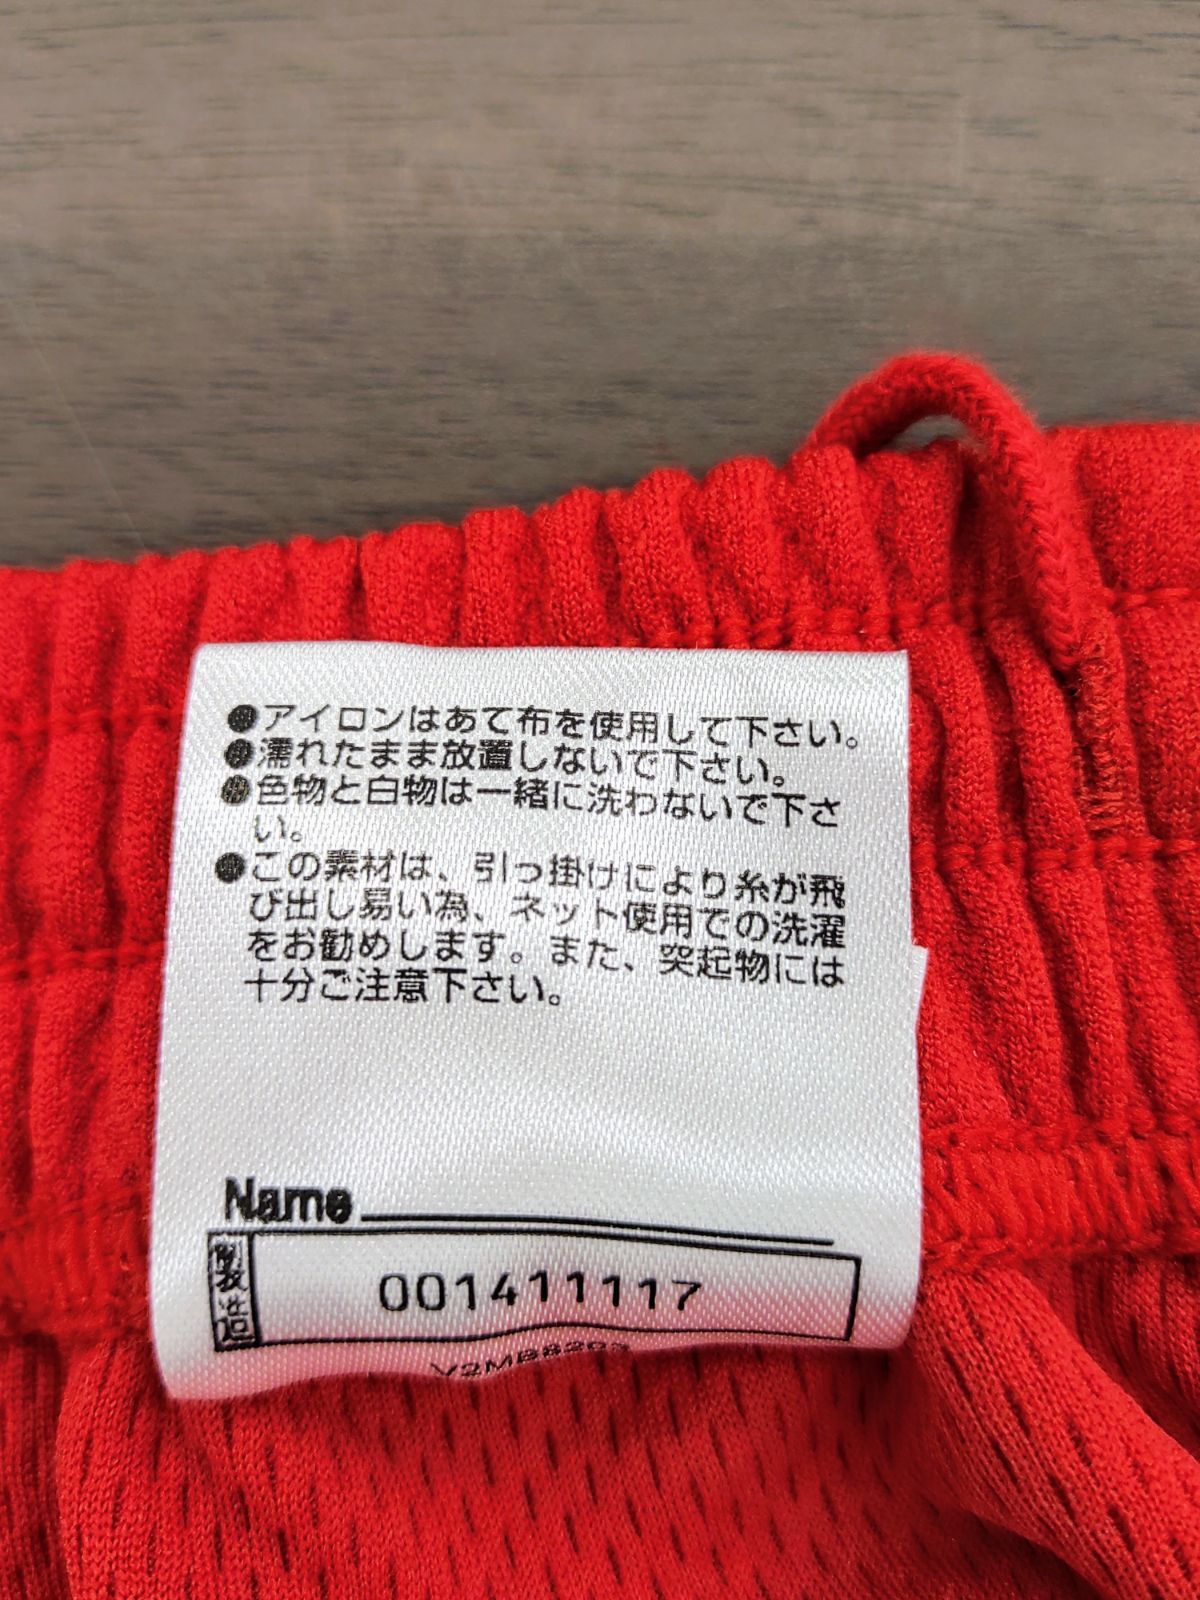 ●アイロンはあて布を使用して下さい。
●濡れたまま放置しないで下さい。
●色物と白物は一緒に洗わないで下さ
い。
●この素材は、引っ掛けにより糸が飛
び出し易い為、ネット使用での洗濯
をお勧めします。また、突起物には
十分ご注意下さい。
Name
製造
001411117